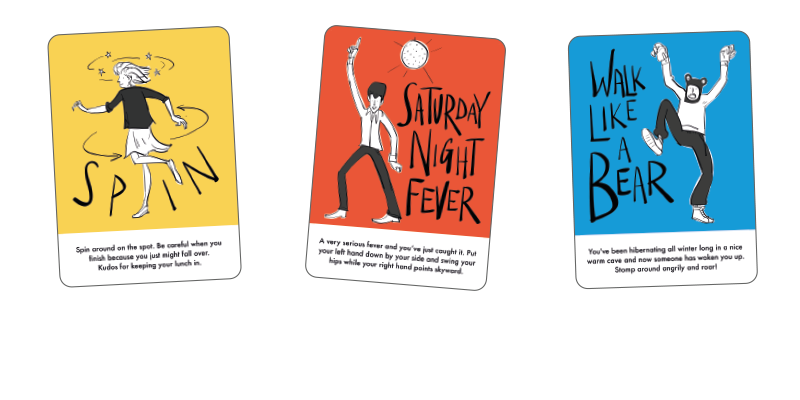 SPIN
Spin around on the spot. Be careful when you
finish because you just might fall over.
Kudos for keeping your lunch in.
SATURDAY
NIGHT
FEVER
A very serious fever and you've just caught it. Put
your left hand down by your side and swing your
hips while your right hand points skyward.
WALK
LIKE
A
BEAR
You've been hibernating all winter long in a nice
warm cave and now someone has woken you up.
Stomp around angrily and roar!